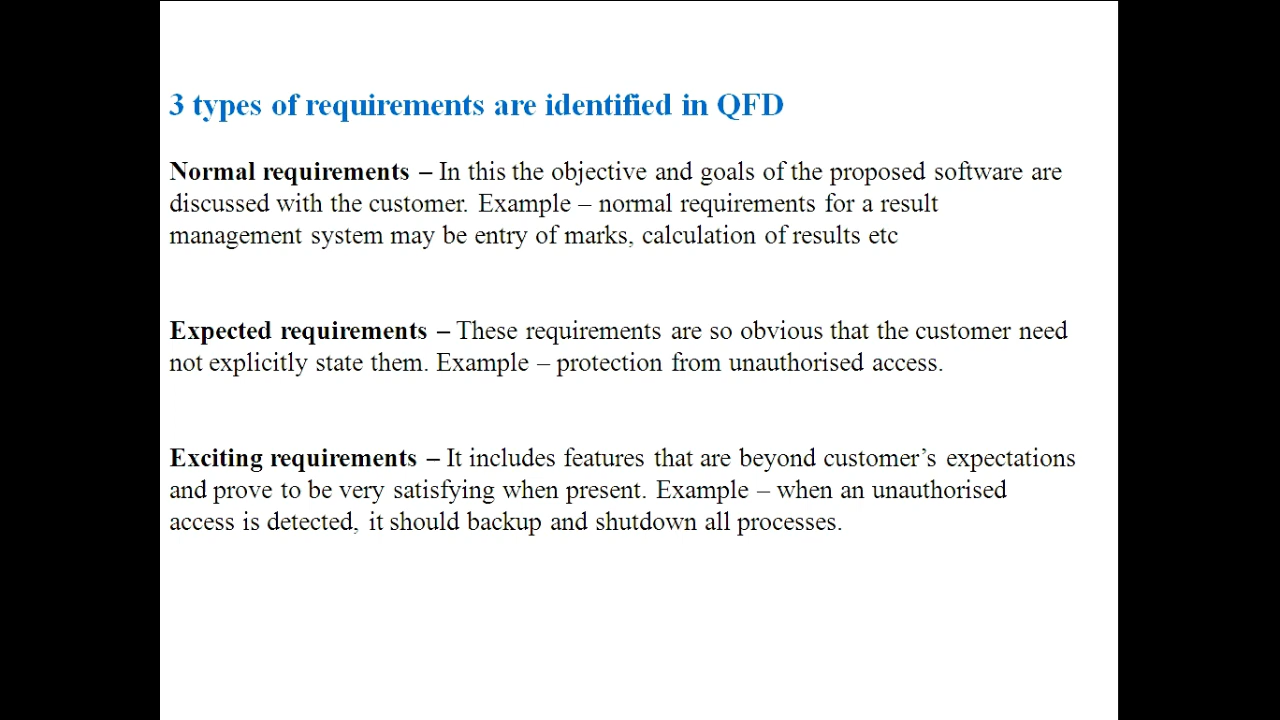 3 types of requirements are identified in QFD
Normal requirements – In this the objective and goals of the proposed software are
discussed with the customer. Example – normal requirements for a result
management system may be entry of marks, calculation of results etc
Expected requirements – These requirements are so obvious that the customer need
not explicitly state them. Example – protection from unauthorised access.
Exciting requirements – It includes features that are beyond customer’s expectations
and prove to be very satisfying when present. Example – when an unauthorised
access is detected, it should backup and shutdown all processes.